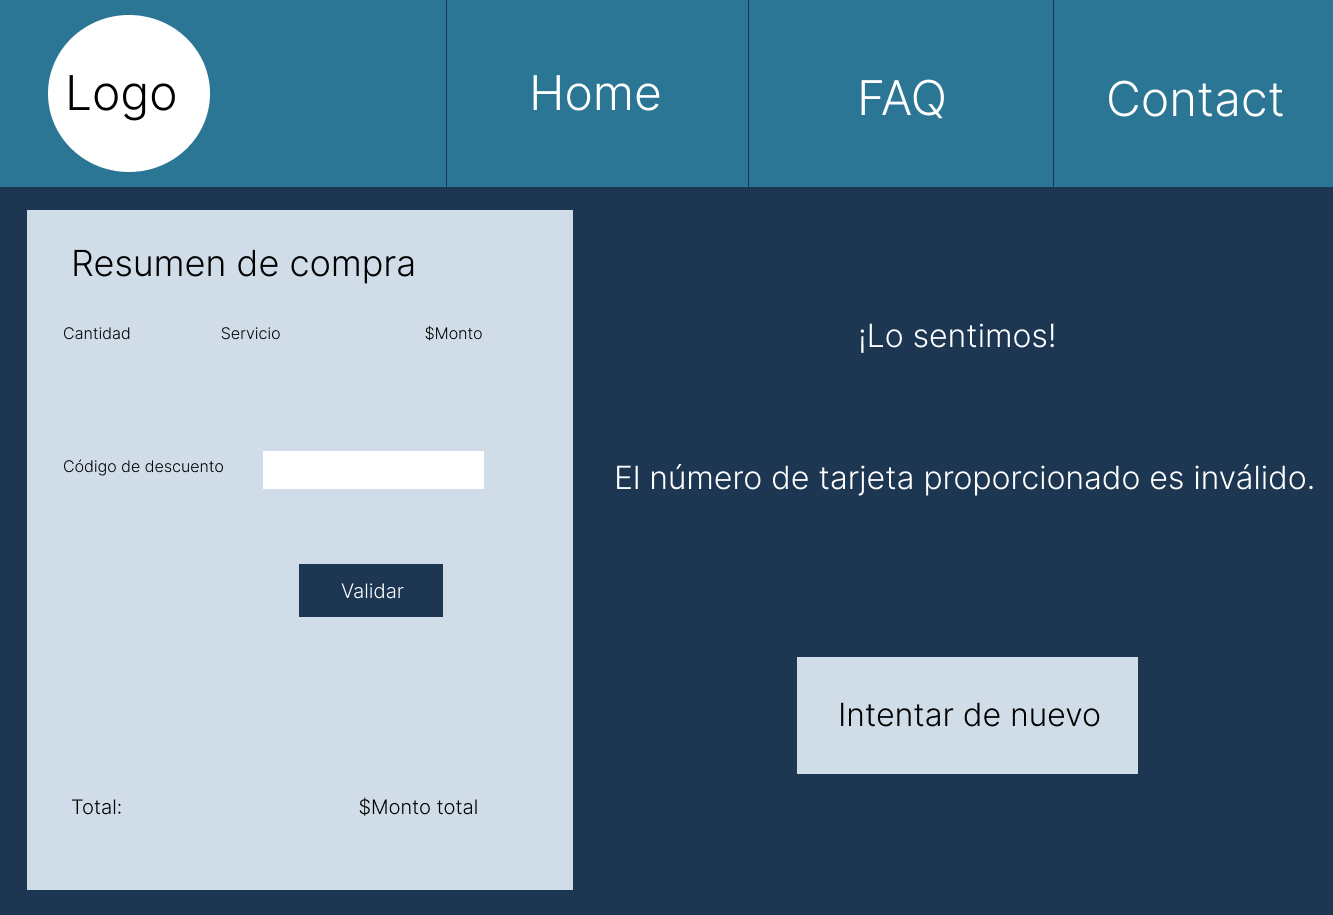 Logo
Home
FAQ
Contact
Resumen de compra
Cantidad Servicio $Monto
Código de descuento
Validar
Total: $Monto total
¡Lo sentimos!
El número de tarjeta proporcionado es inválido.
Intentar de nuevo